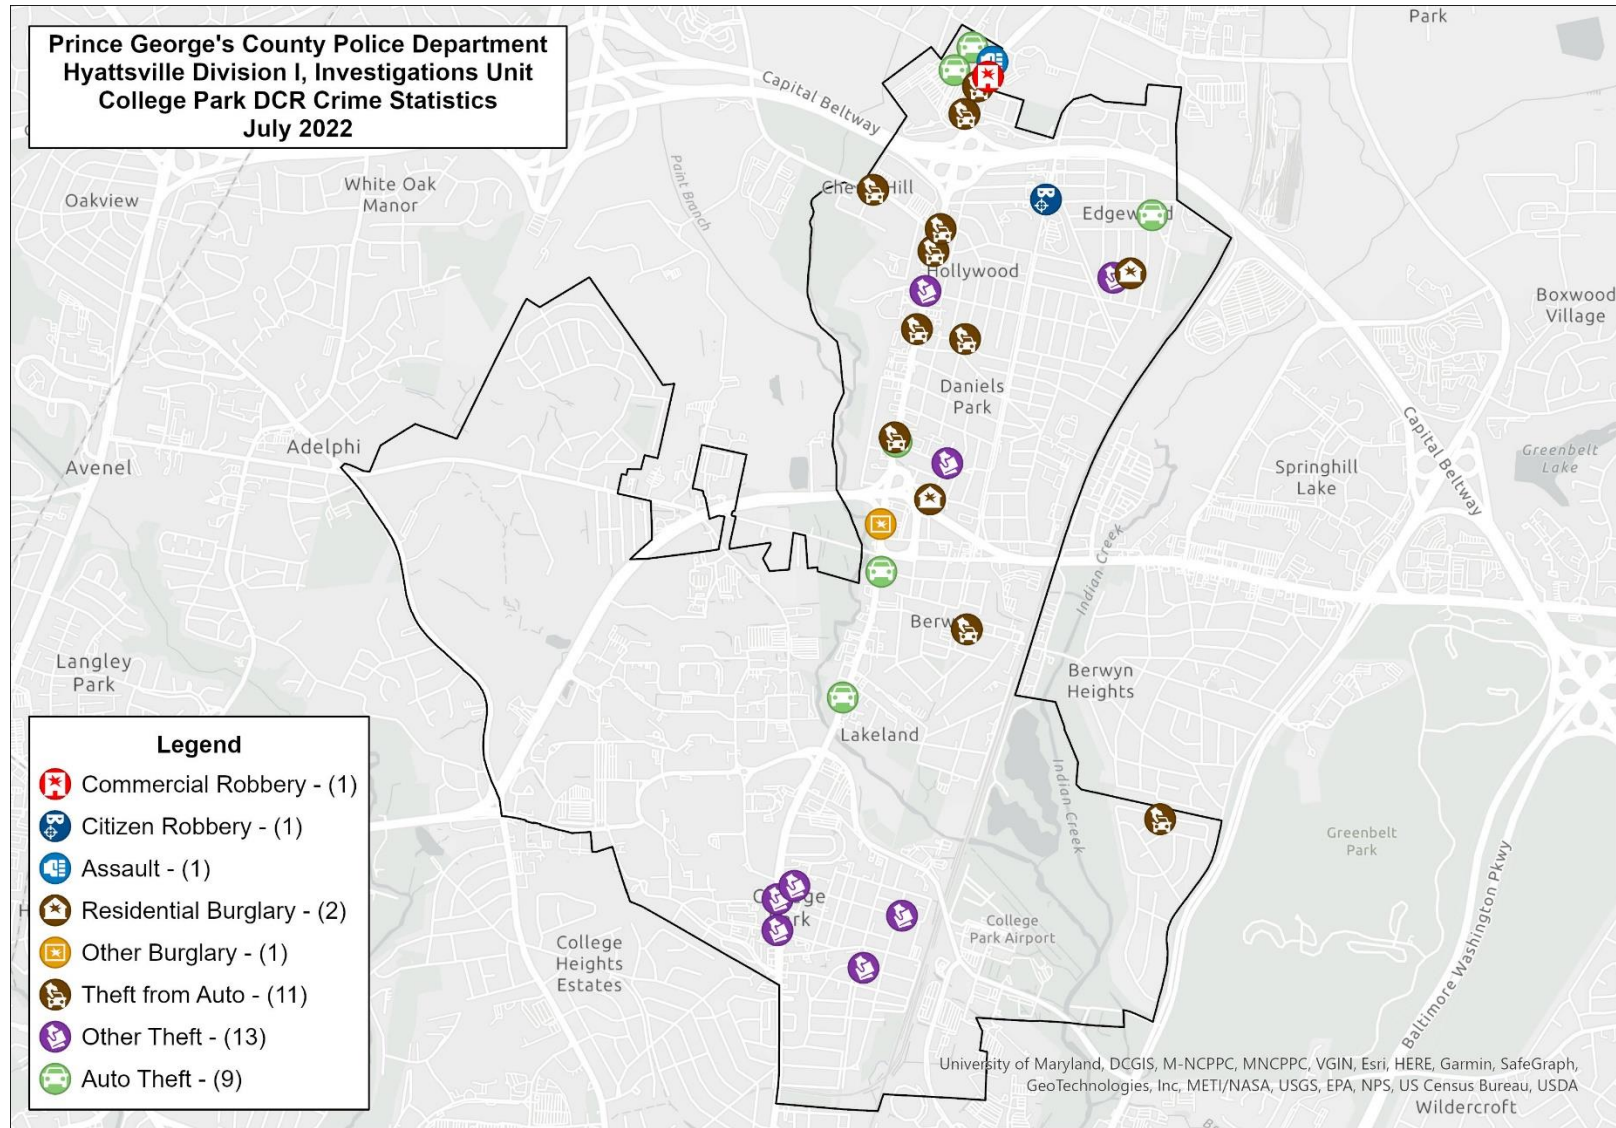 Prince George's County Police Department
Hyattsville Division I, Investigations Unit
College Park DCR Crime Statistics
July 2022
Park
Capital Beltway
Paint Branch
Oakview
White Oak
Manor
Hill
Hollywood
Boxwood
Village
Daniels
Park
Adelphi
Avenel
Springhill
Lake
Capital Beltway
Greenbelt
Lake
Indian Creek
Langley
Park
Berwyn
Heights
Lakeland
Indian Creek
Greenbelt
Park
Baltimore Washington Pkwy
College
Park Airport
College
Heights
Estates
Legend
Commercial Robbery - (1)
Citizen Robbery - (1)
Assault - (1)
Residential Burglary - (2)
Other Burglary - (1)
Theft from Auto - (11)
Other Theft - (13)
Auto Theft - (9)
University of Maryland, DCGIS, M-NCPPC, MNCPPC, VGIN, Esri, HERE, Garmin, SafeGraph,
GeoTechnologies, Inc, METI/NASA, USGS, EPA, NPS, US Census Bureau, USDA
Wildercroft